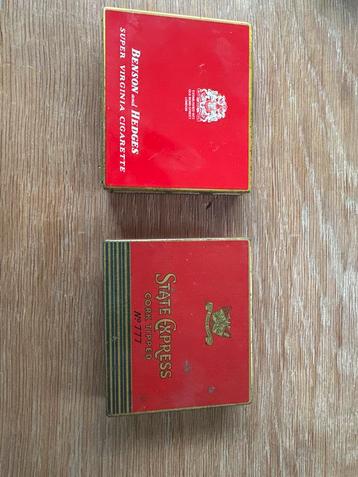 BENSON and HEDGES
SUPER VIRGINIA CIGARETTE
STATE EXPRESS
CORK TIPPED
Nº 777